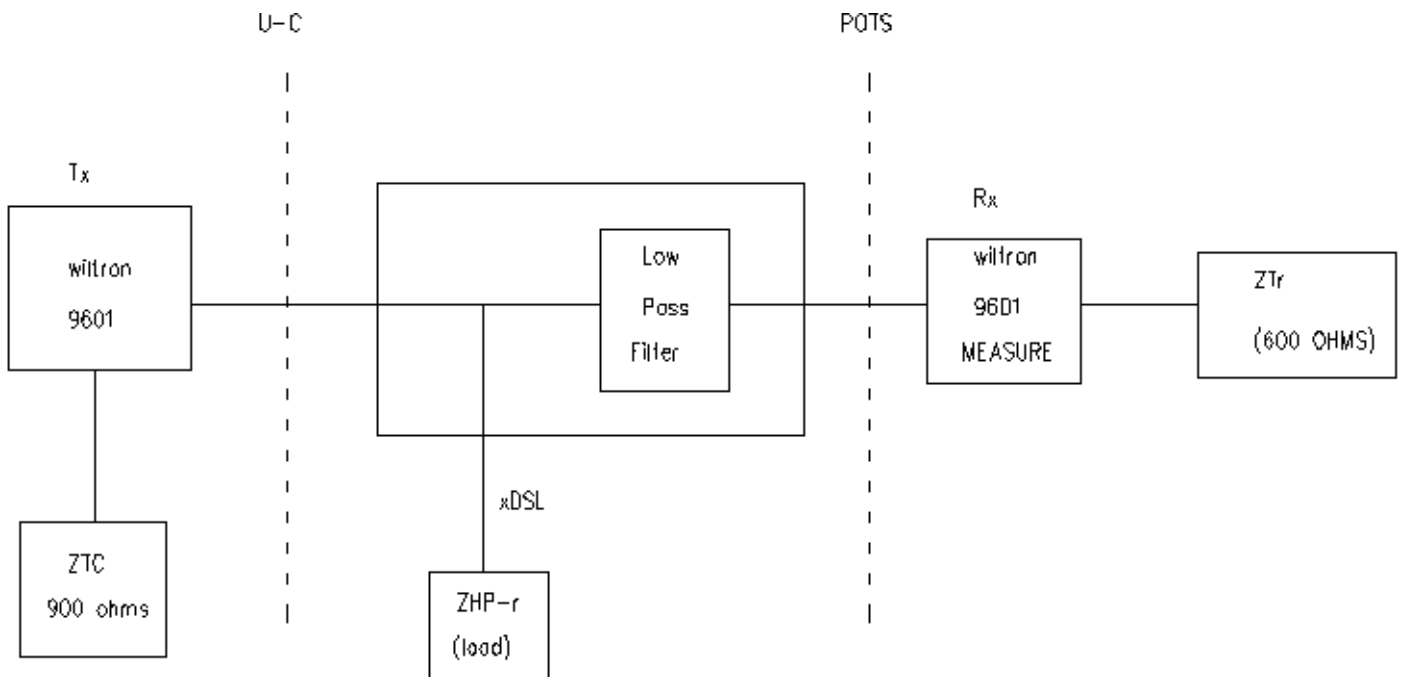 U-C
POTS
Tx
wiltron
9601
Rx
Low
Poss
Filter
wiltron
9601
MEASURE
ZTr
(600 OHMS)
xDSL
ZTC
900 ohms
ZHP-r
(load)